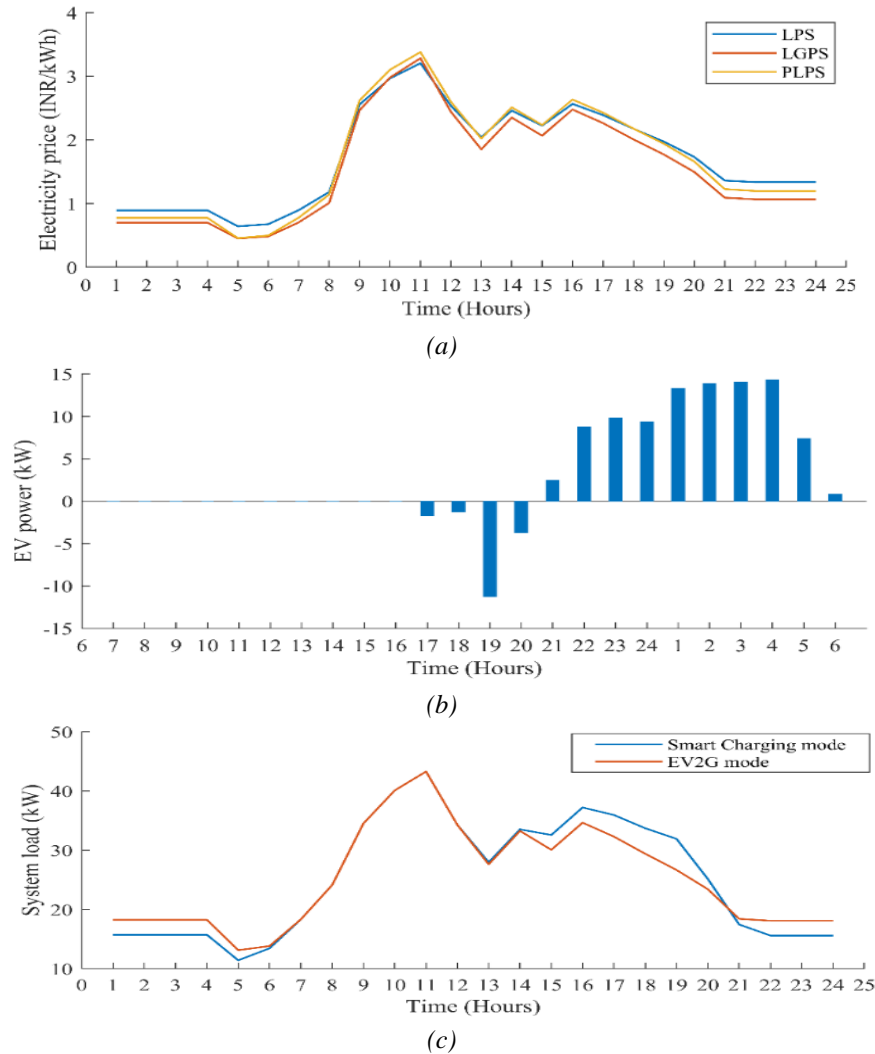 4
3
2
1
0
Electricity price (INR/kWh)
LPS
LGPS
PLPS
0 1 2 3 4 5 6 7 8 9 10 11 12 13 14 15 16 17 18 19 20 21 22 23 24 25
Time (Hours)
(a)
15
10
5
0
-5
-10
-15
EV power (kW)
6 7 8 9 10 11 12 13 14 15 16 17 18 19 20 21 22 23 24 1 2 3 4 5 6
Time (Hours)
(b)
50
40
30
20
10
System load (kW)
Smart Charging mode
EV2G mode
0 1 2 3 4 5 6 7 8 9 10 11 12 13 14 15 16 17 18 19 20 21 22 23 24 25
Time (Hours)
(c)